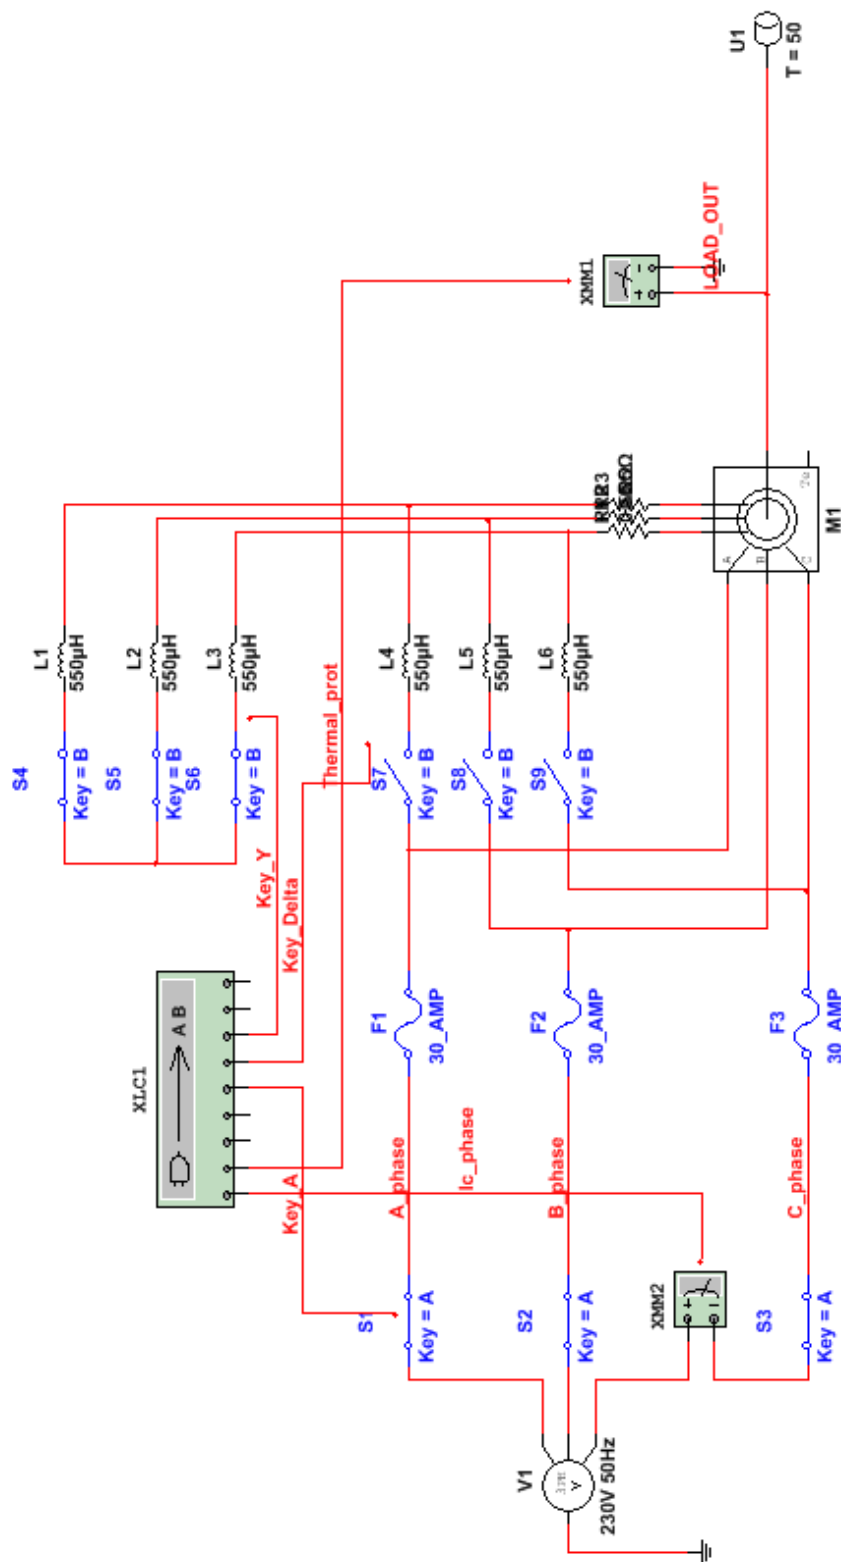 S4
L1
Key = B
550µH
S5
XLC1
L2
Key = B
550µH
A B
S6
L3
Key = B
550µH
Key_Y
Key_A
Key_Delta
Thermal_prot
S1
A_phase
F1
S7
L4
Key = A
30_AMP
Key = B
550µH
Ic_phase
S8
L5
Key = B
550µH
V1
S2
B_phase
F2
S9
L6
3PH
V
Key = A
30_AMP
Key = B
550µH
XMM1
230V 50Hz
XMM2
LOAD_OUT
A
B
C
Tc
U1
S3
C_phase
F3
T = 50
Key = A
30_AMP
M1